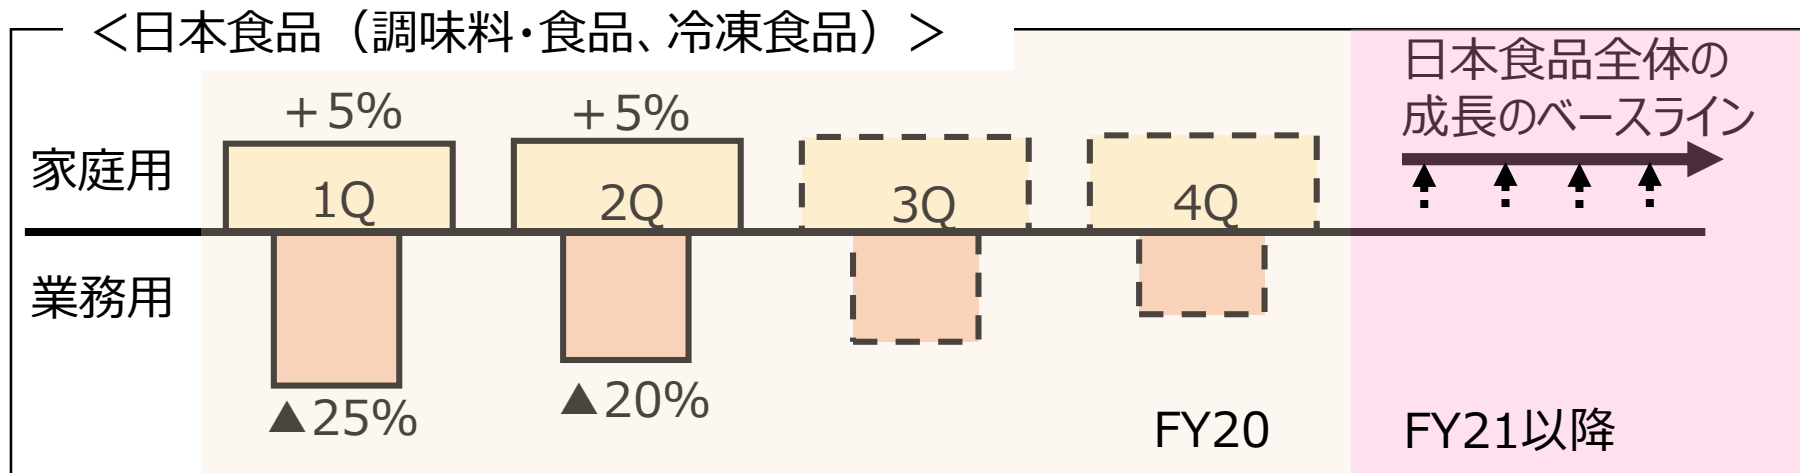 ＜日本食品（調味料・食品、冷凍食品）＞
日本食品全体の
成長のベースライン
＋5%
＋5%
家庭用
1Q
2Q
3Q
4Q
業務用
▲25%
▲20%
FY20
FY21以降